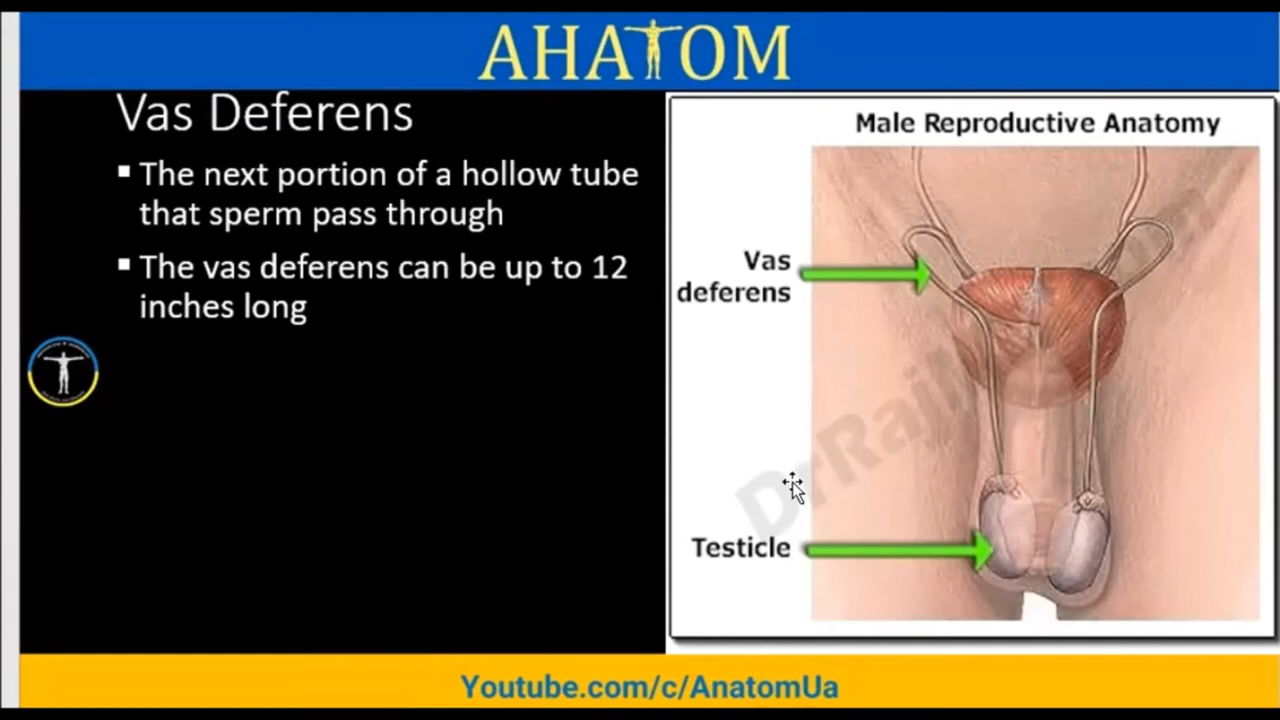 AHATOM
Vas Deferens
▪ The next portion of a hollow tube
that sperm pass through
▪ The vas deferens can be up to 12
inches long
Male Reproductive Anatomy
Vas
deferens
Testicle
Youtube.com/c/AnatomUa